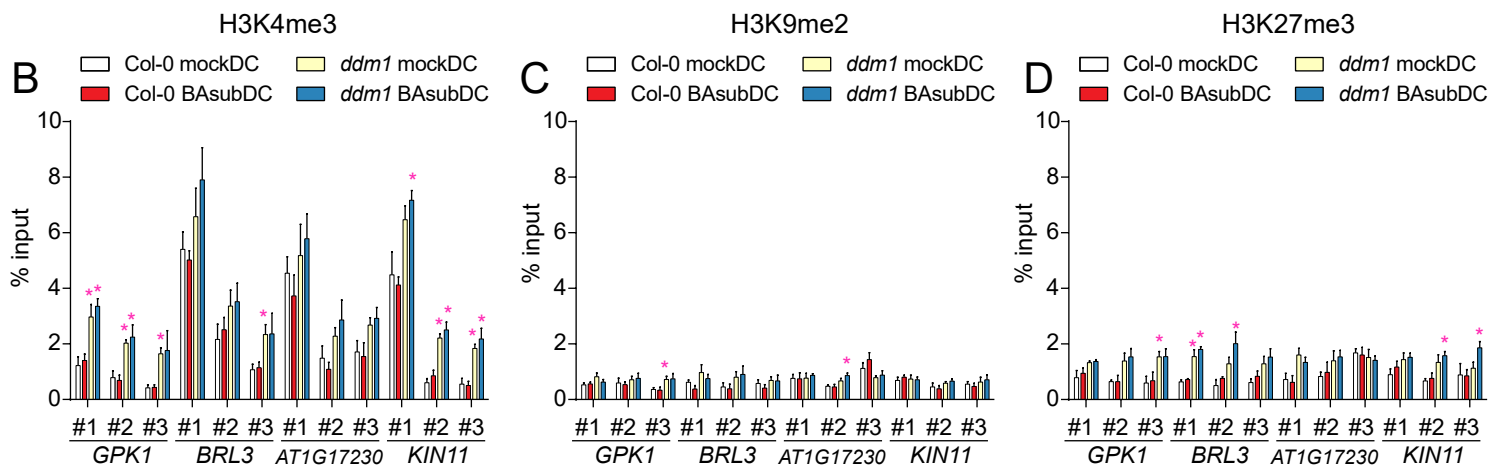 H3K4me3
H3K9me2
H3K27me3
B
Col-0 mockDC
ddm1 mockDC
Col-0 BAsubDC
ddm1 BAsubDC
% input
10
8
6
4
2
0
* * * * * * * * * * *
#1 #2 #3 #1 #2 #3 #1 #2 #3 #1 #2 #3
GPK1 BRL3 AT1G17230 KIN11
C
Col-0 mockDC
ddm1 mockDC
Col-0 BAsubDC
ddm1 BAsubDC
% input
10
8
6
4
2
0
* *
#1 #2 #3 #1 #2 #3 #1 #2 #3 #1 #2 #3
GPK1 BRL3 AT1G17230 KIN11
D
Col-0 mockDC
ddm1 mockDC
Col-0 BAsubDC
ddm1 BAsubDC
% input
10
8
6
4
2
0
* * * * * *
#1 #2 #3 #1 #2 #3 #1 #2 #3 #1 #2 #3
GPK1 BRL3 AT1G17230 KIN11